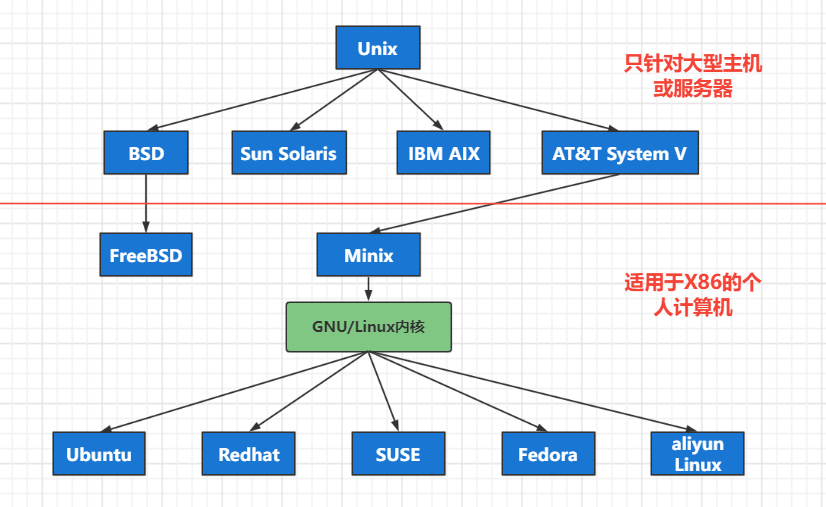 Unix
只针对大型主机
或服务器
BSD
Sun Solaris
IBM AIX
AT&T System V
FreeBSD
Minix
适用于X86的个
人计算机
GNU/Linux内核
Ubuntu
Redhat
SUSE
Fedora
aliyun
Linux